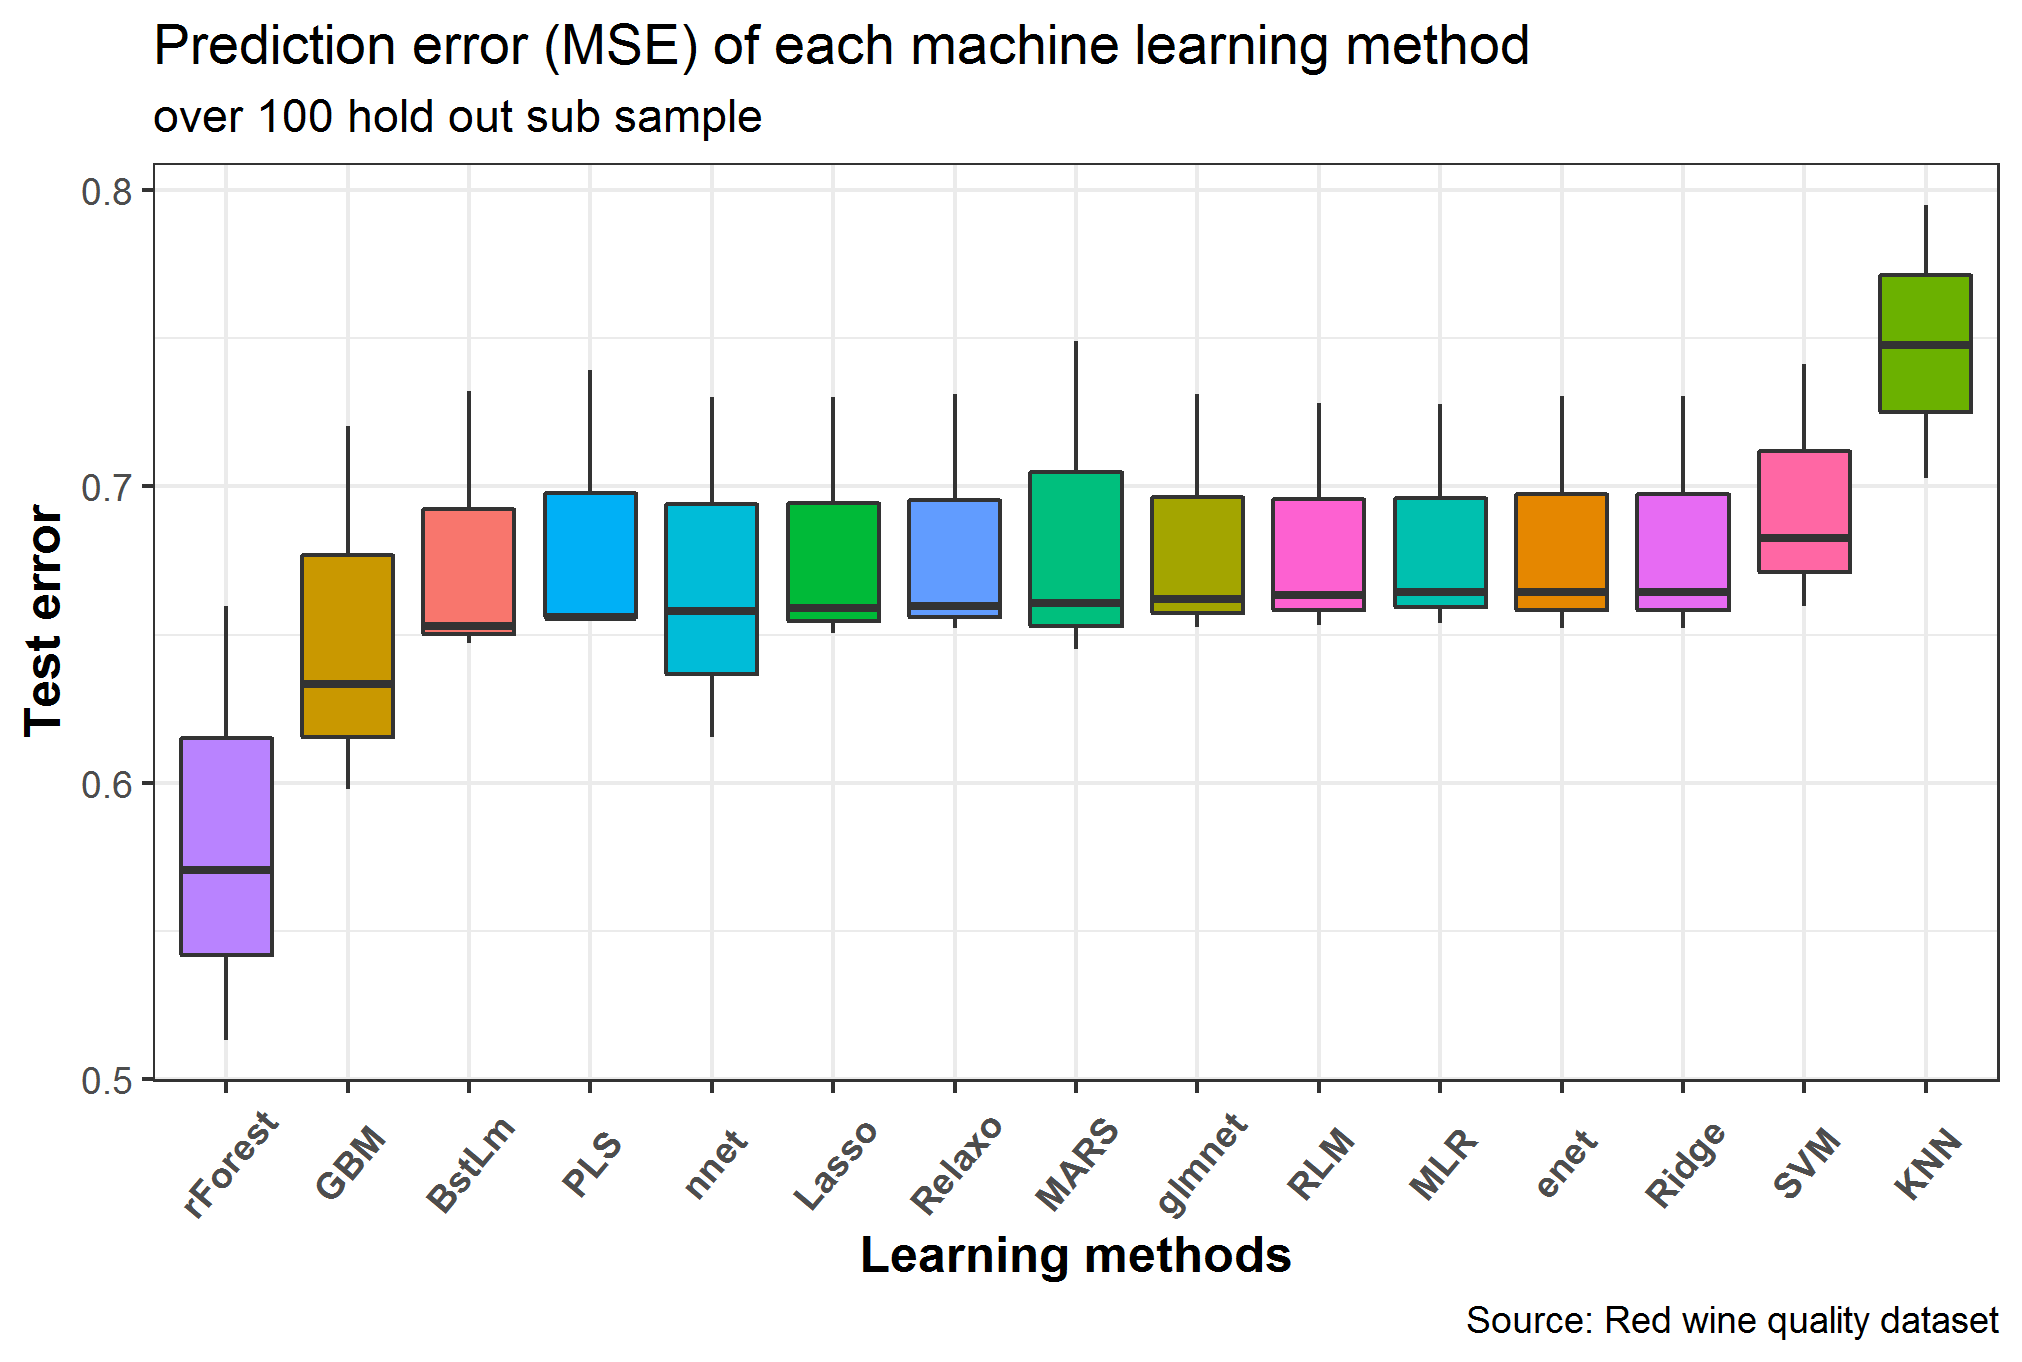 Prediction error (MSE) of each machine learning method
over 100 hold out sub sample
Test error
0.8
0.7
0.6
0.5
rForest
GBM
BstLm
PLS
nnet
Lasso
Relaxo
MARS
glmnet
RLM
MLR
enet
Ridge
SVM
KNN
Learning methods
Source: Red wine quality dataset